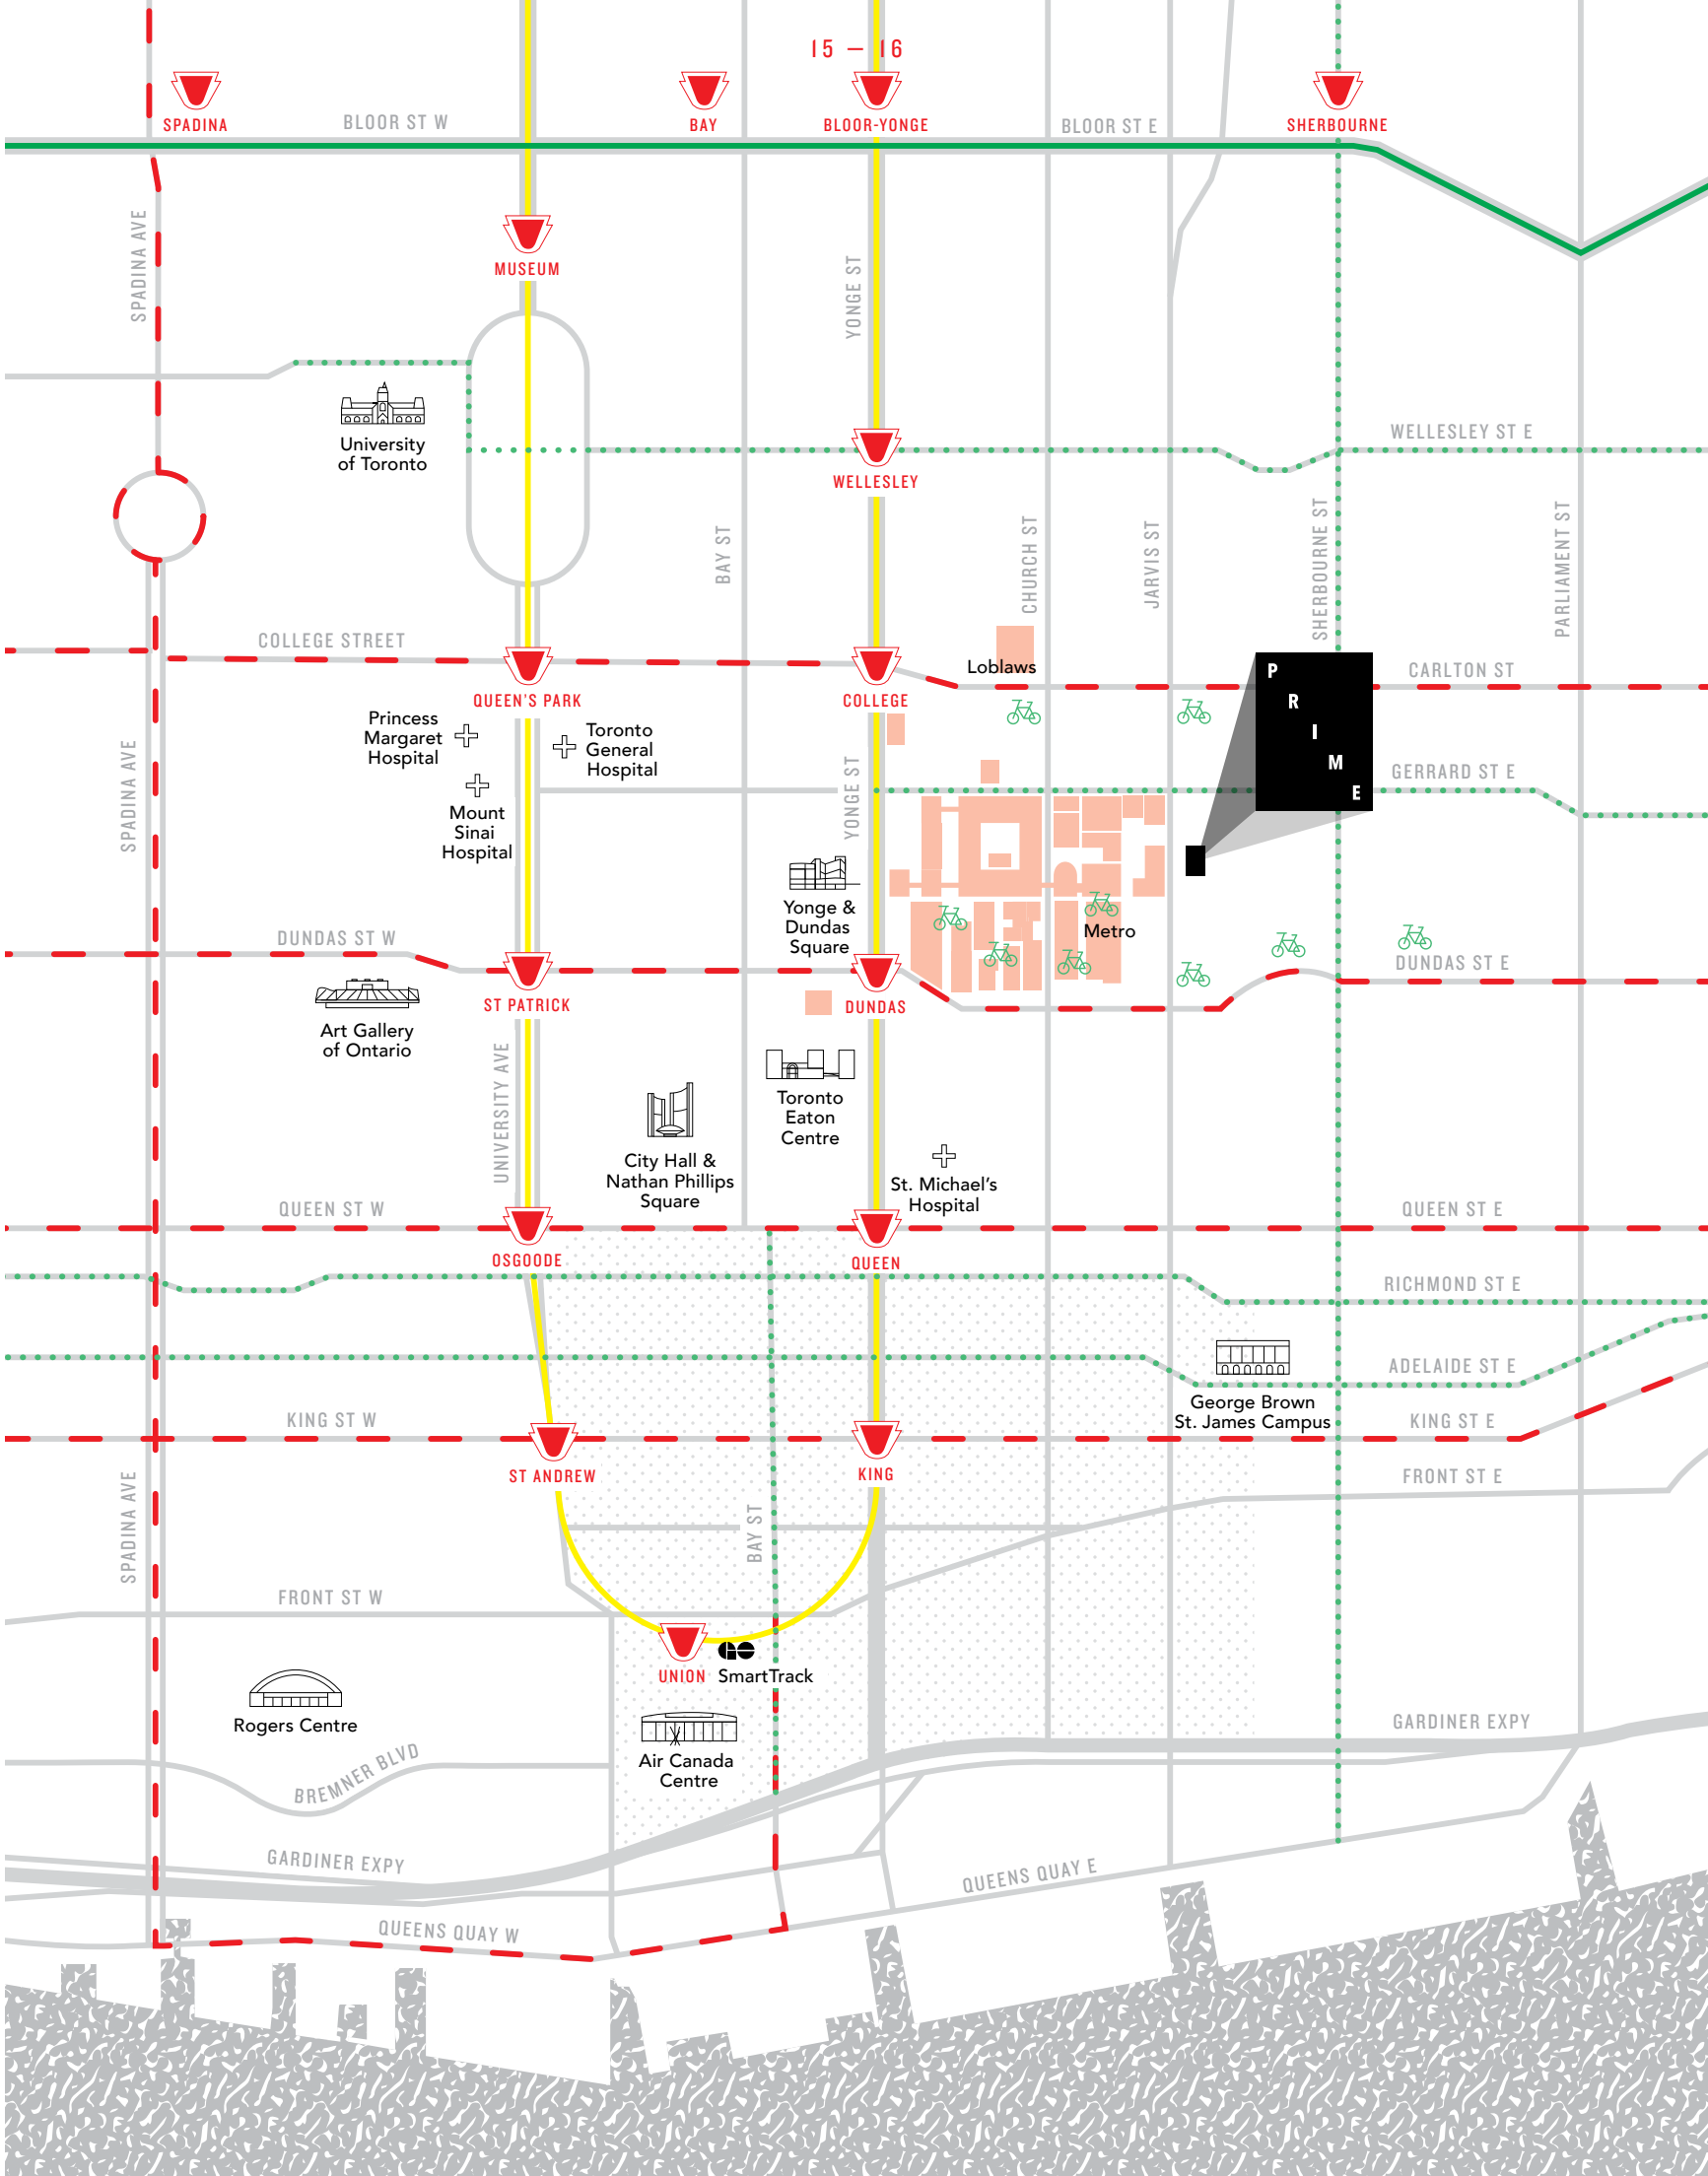 15 – 16
SPADINA
BLOOR ST W
BAY
BLOOR-YONGE
BLOOR ST E
SHERBOURNE
SPADINA AVE
MUSEUM
YONGE ST
University
of Toronto
WELLESLEY
WELLESLEY ST E
BAY ST
CHURCH ST
JARVIS ST
SHERBOURNE ST
PARLIAMENT ST
COLLEGE STREET
QUEEN'S PARK
COLLEGE
Loblaws
CARLTON ST
P
R
I
M
E
Princess
Margaret
Hospital
Toronto
General
Hospital
Mount
Sinai
Hospital
SPADINA AVE
YONGE ST
GERRARD ST E
Yonge &
Dundas
Square
Metro
DUNDAS ST W
ST PATRICK
DUNDAS
DUNDAS ST E
Art Gallery
of Ontario
UNIVERSITY AVE
City Hall &
Nathan Phillips
Square
Toronto
Eaton
Centre
St. Michael's
Hospital
QUEEN ST W
OSGOODE
QUEEN
QUEEN ST E
RICHMOND ST E
ADELAIDE ST E
George Brown
St. James Campus
KING ST W
ST ANDREW
KING
KING ST E
FRONT ST E
SPADINA AVE
BAY ST
FRONT ST W
UNION
SmartTrack
Rogers Centre
Air Canada
Centre
GARDINER EXPY
BREMNER BLVD
GARDINER EXPY
QUEENS QUAY E
QUEENS QUAY W